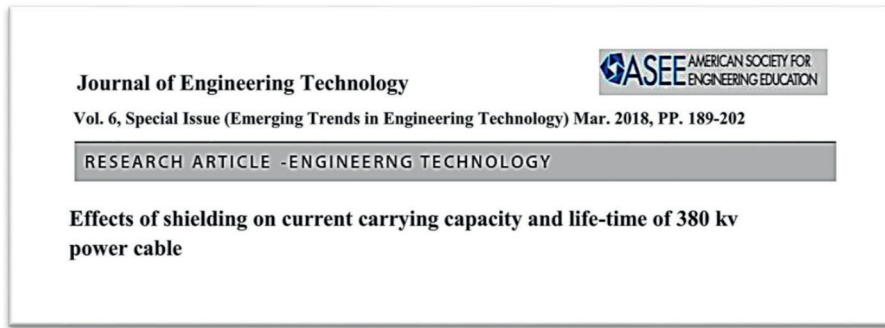 ASEE AMERICAN SOCIETY FOR
ENGINEERING EDUCATION
Journal of Engineering Technology
Vol. 6, Special Issue (Emerging Trends in Engineering Technology) Mar. 2018, PP. 189-202
RESEARCH ARTICLE -ENGINEERNG TECHNOLOGY
Effects of shielding on current carrying capacity and life-time of 380 kv
power cable